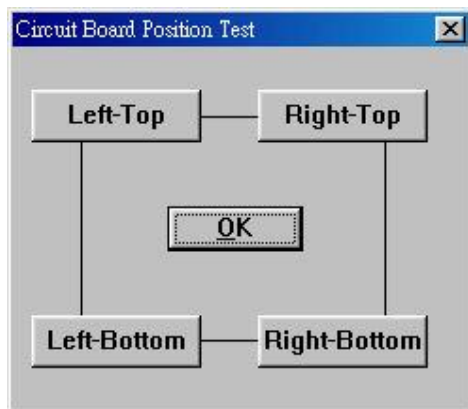 Circuit Board Position Test
Left-Top
Right-Top
OK
Left-Bottom
Right-Bottom